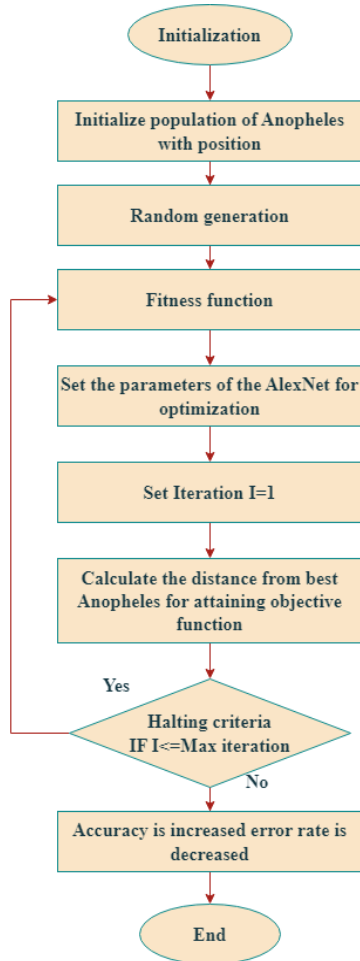 Initialization
Initialize population of Anopheles
with position
Random generation
Fitness function
Set the parameters of the AlexNet for
optimization
Set Iteration I=1
Calculate the distance from best
Anopheles for attaining objective
function
Yes
Halting criteria
IF I<=Max iteration
No
Accuracy is increased error rate is
decreased
End